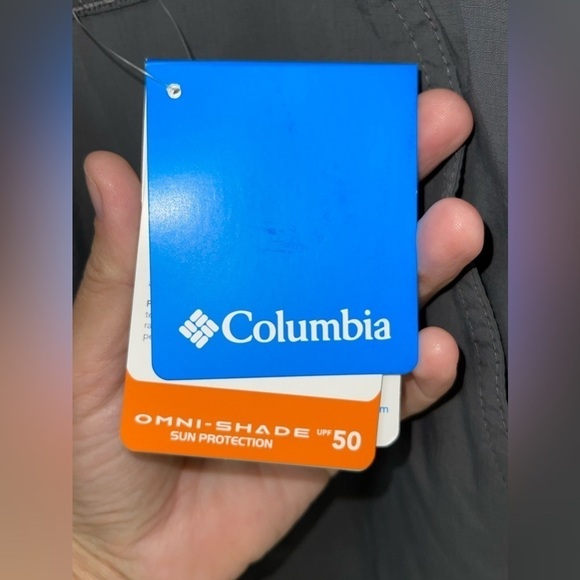 Columbia
OMNI-SHADE UPF 50
SUN PROTECTION
m